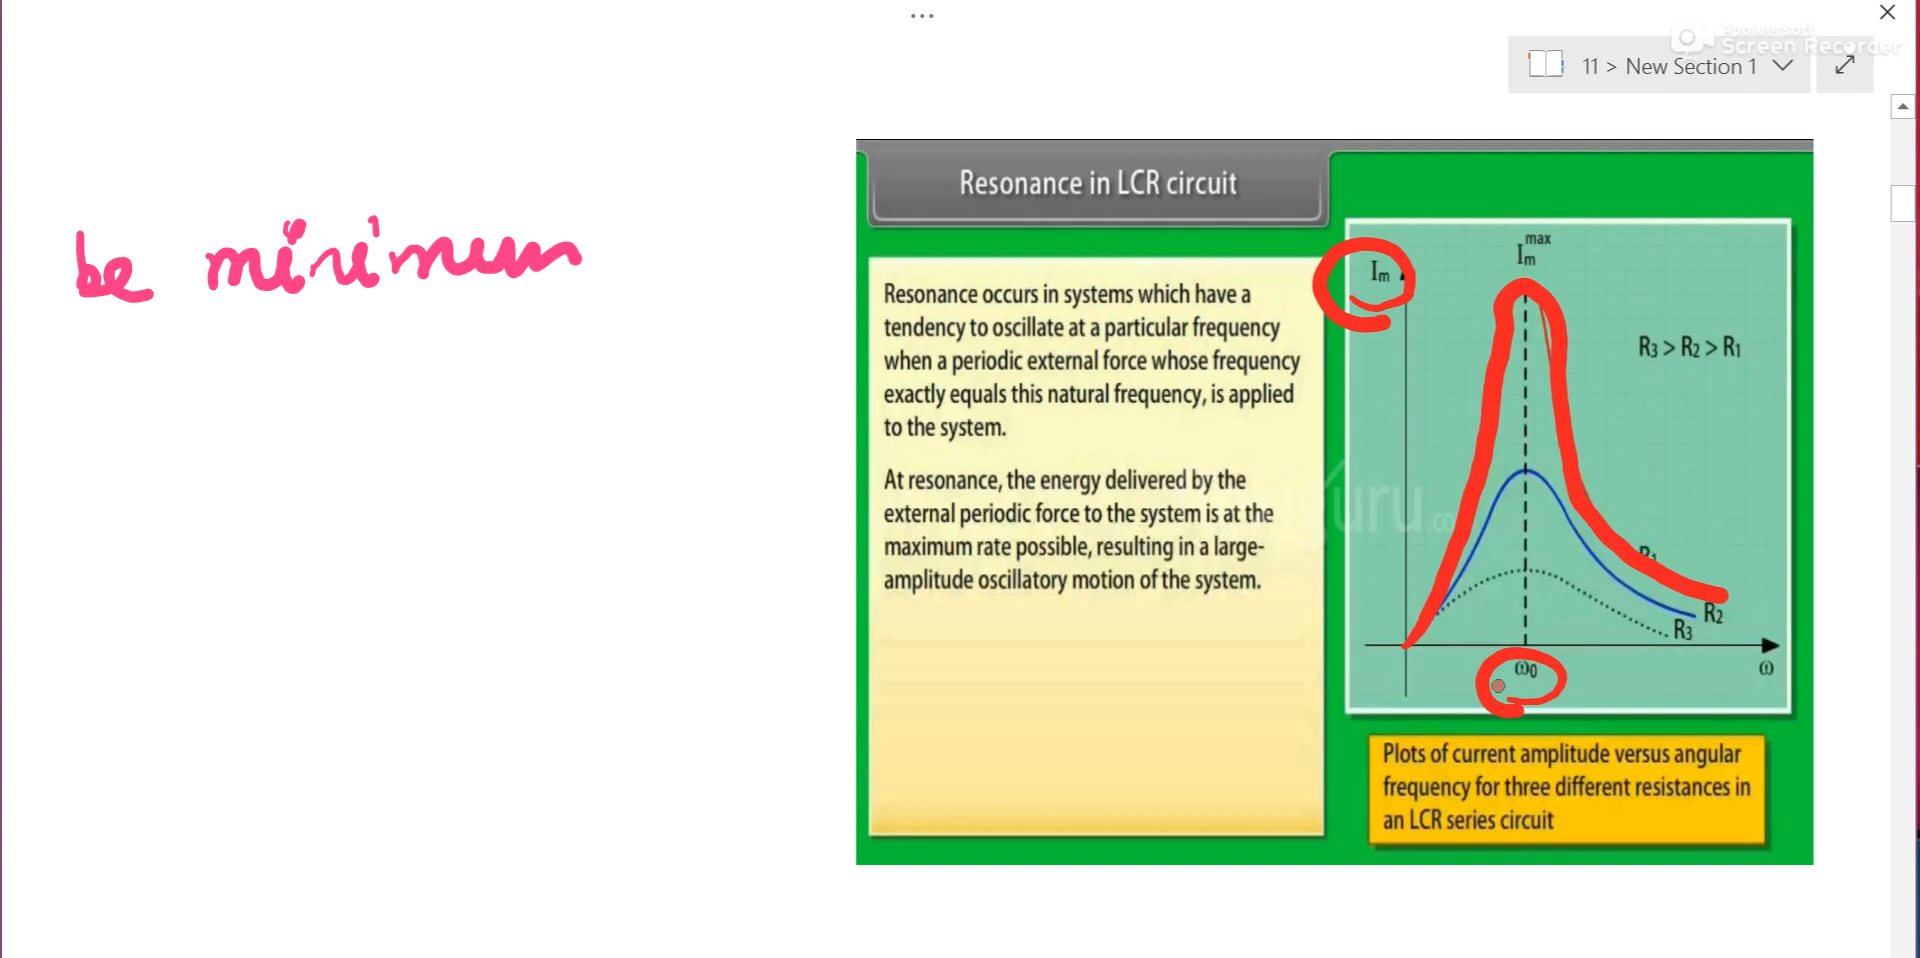 ...
Apowersoft
Screen Recorder
11 > New Section 1
be minimum
Resonance in LCR circuit
Resonance occurs in systems which have a
tendency to oscillate at a particular frequency
when a periodic external force whose frequency
exactly equals this natural frequency, is applied
to the system.
At resonance, the energy delivered by the
external periodic force to the system is at the
maximum rate possible, resulting in a large-
amplitude oscillatory motion of the system.
Im
Im max
R3 > R2 > R1
R1
R2
R3
ω0
ω
Plots of current amplitude versus angular
frequency for three different resistances in
an LCR series circuit